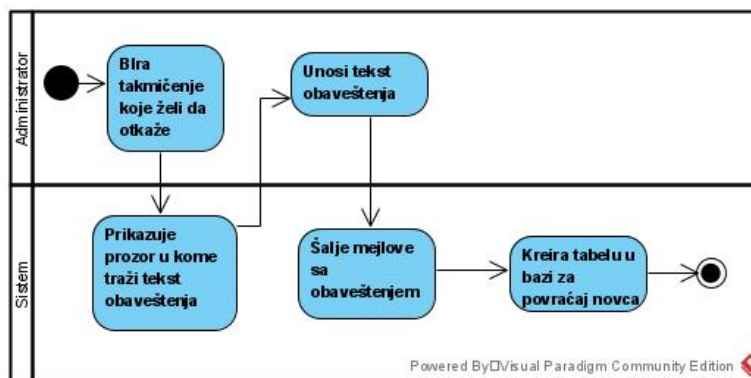 Administrator
BIra
takmičenje
koje želi da
otkaže
Unosi tekst
obaveštenja
Sistem
Prikazuje
prozor u kome
traži tekst
obaveštenja
Šalje mejlove
sa
obaveštenjem
Kreira tabelu u
bazi za
povraćaj novca
Powered By□Visual Paradigm Community Edition